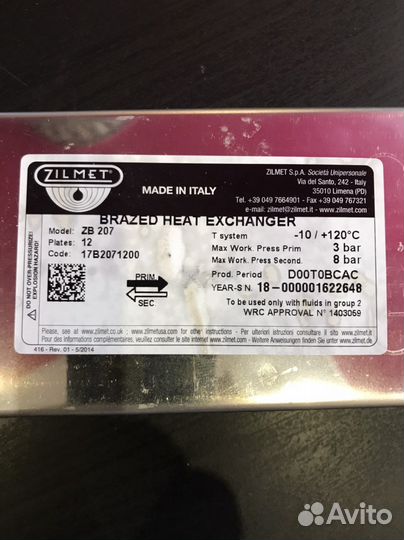 ZILMET®
MADE IN ITALY
ZILMET S.p.A. Società Unipersonale
Via del Santo, 242 - Italy
35010 Limena (PD)
Tel. +39 049 7664901 - Fax +39 049 767321
e-mail: zilmet@zilmet.it - www.zilmet.com
BRAZED HEAT EXCHANGER
DO NOT OVER-PRESSURIZE!
EXPLOSION HAZARD!
Model: ZB 207
Plates: 12
Code: 17B2071200
PRIM
SEC
T system -10 / +120°C
Max Work. Press Prim 3 bar
Max Work. Press Second 8 bar
Prod. Period D00T0BCAC
YEAR-S N. 18-000001622648
To be used only with fluids in group 2
WRC APPROVAL N° 1403059
See www.zilmet.co.uk / www.zilmetusa.com for other instructions - Per ulteriori istruzioni consultare il sito www.zilmet.it
Pour des informations complémentaires, veuillez consulter notre site www.zilmet.fr - Weitere Anweisungen finden Sie auf www.zilmet.de
416 - Rev. 01 - 5/2014
Avito